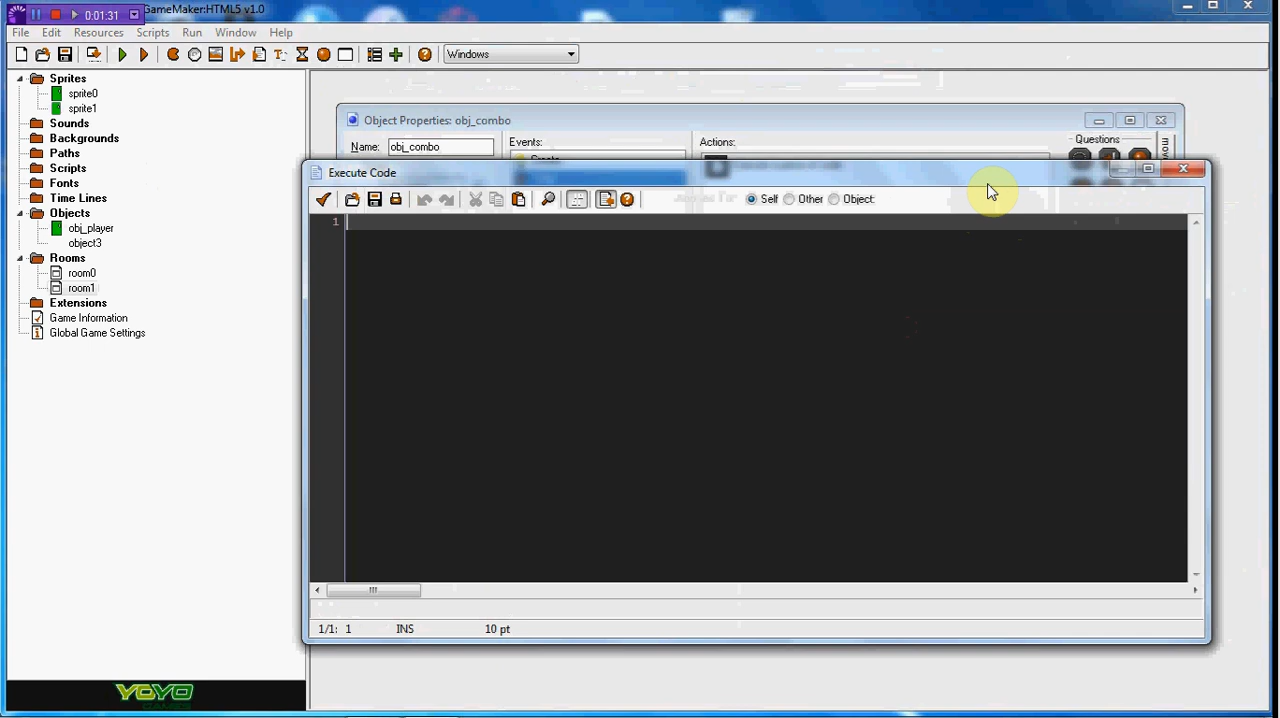 GameMaker:HTML5 v1.0
0:01:31
File Edit Resources Scripts Run Window Help
Windows
Sprites
sprite0
sprite1
Sounds
Backgrounds
Paths
Scripts
Fonts
Time Lines
Objects
obj_player
object3
Rooms
room0
room1
Extensions
Game Information
Global Game Settings
Object Properties: obj_combo
Name: obj_combo
Events:
Actions:
Questions
Create
Execute Code
Self Other Object
1
1/1: 1 INS 10 pt
YOYO
GAMES